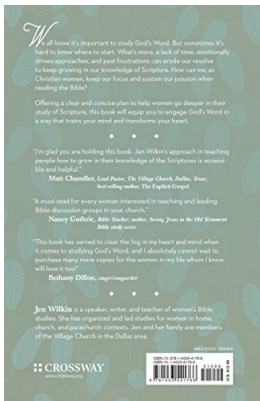 We all know it's important to study God's Word. But sometimes it's
hard to know where to start. What's more, a lack of time, emotionally
driven approaches, and past frustrations can erode our resolve
to keep growing in our knowledge of Scripture. How can we, as
Christian women, keep our focus and sustain our passion when
reading the Bible?
Offering a clear and concise plan to help women go deeper in their
study of Scripture, this book will equip you to engage God's Word in
a way that trains your mind and transforms your heart.
"I'm glad you are holding this book. Jen Wilkin's approach in teaching
people how to grow in their knowledge of the Scriptures is accessi-
ble and helpful."
Matt Chandler, Lead Pastor, The Village Church, Dallas, Texas;
best-selling author, The Explicit Gospel
"A must read for every woman interested in teaching and leading
Bible discussion groups in your church."
Nancy Guthrie, Bible Teacher; author, Seeing Jesus in the Old Testament
Bible study series
"This book has served to clear the fog in my heart and mind when
it comes to studying God's Word, and I absolutely cannot wait to
purchase many more copies for the women in my life whom I know
will love it too!"
Bethany Dillon, singer/songwriter
Jen Wilkin is a speaker, writer, and teacher of women's Bible
studies. She has organized and led studies for women in home,
church, and parachurch contexts. Jen and her family are members
of the Village Church in the Dallas area.
CROSSWAY
www.crossway.org
BIBLE STUDY / WOMEN